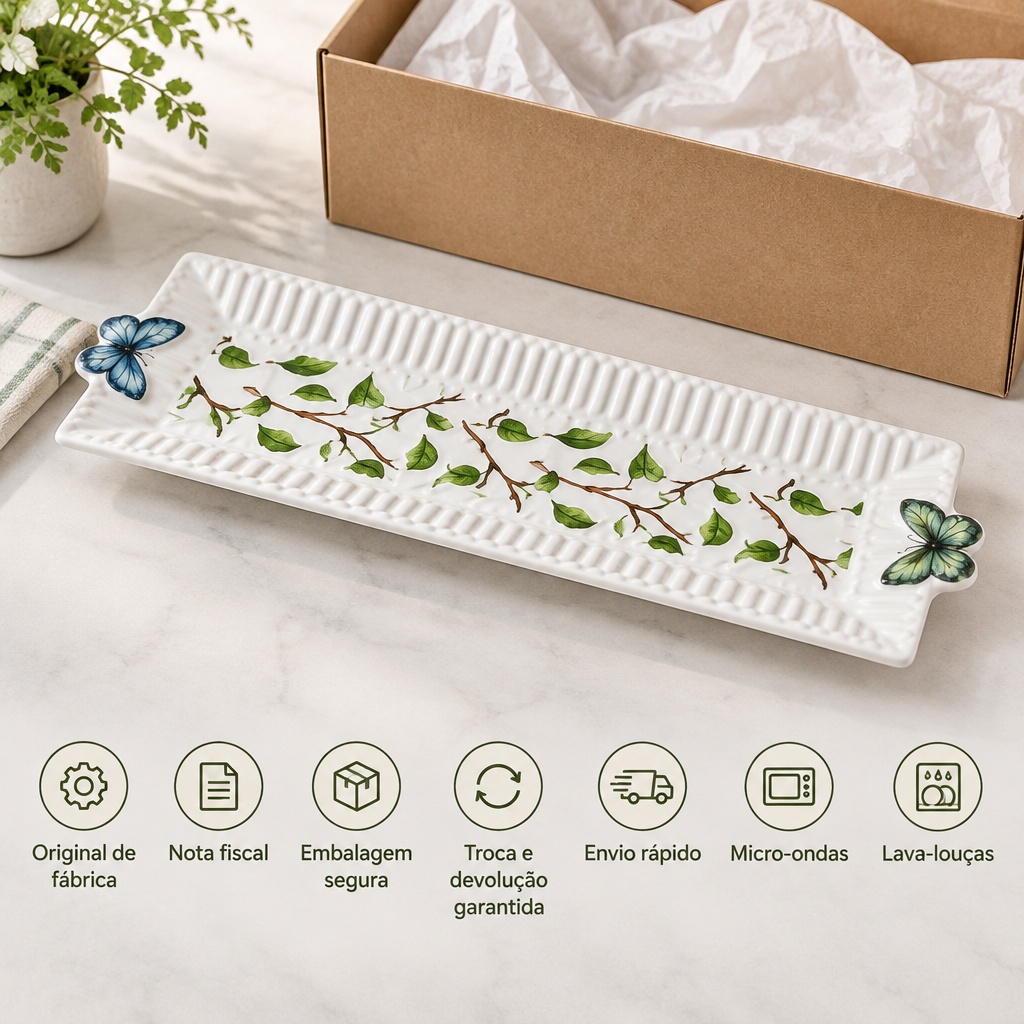 Original de
fábrica
Nota fiscal
Embalagem
segura
Troca e
devolução
garantida
Envio rápido
Micro-ondas
Lava-louças